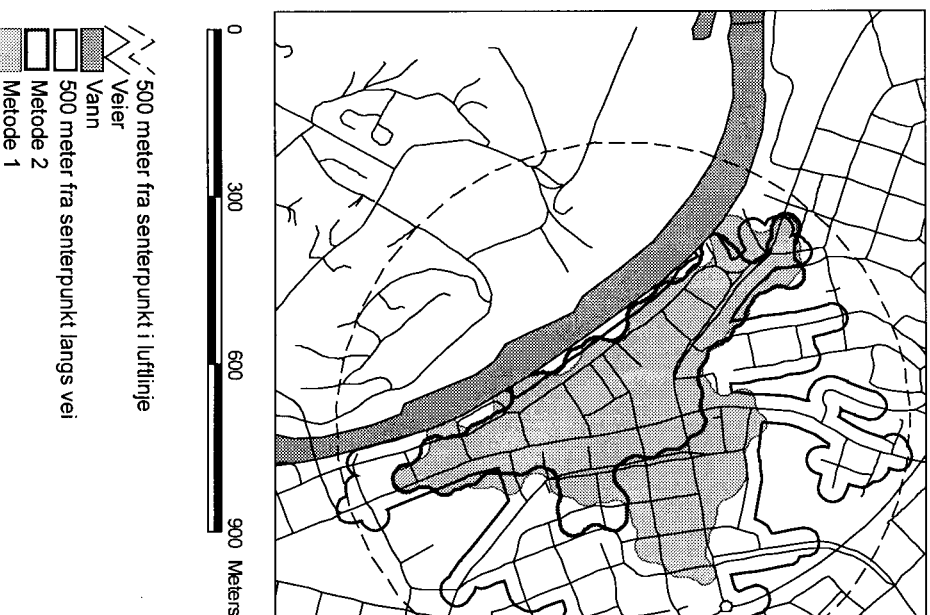 0 300 600 900 Meters
500 meter fra senterpunkt i luftlinje
Veier
Vann
500 meter fra senterpunkt langs vei
Metode 2
Metode 1